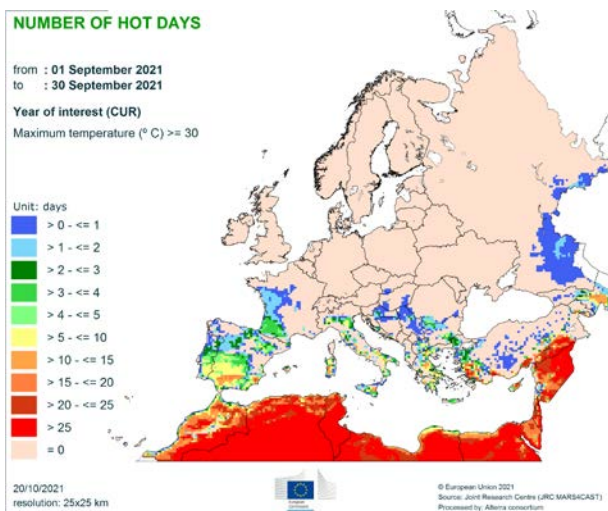 NUMBER OF HOT DAYS
from : 01 September 2021
to : 30 September 2021
Year of interest (CUR)
Maximum temperature (º C) >= 30
Unit: days
> 0 - <= 1
> 1 - <= 2
> 2 - <= 3
> 3 - <= 4
> 4 - <= 5
> 5 - <= 10
> 10 - <= 15
> 15 - <= 20
> 20 - <= 25
> 25
= 0
20/10/2021
resolution: 25x25 km
© European Union 2021
Source: Joint Research Centre (JRC MARS4CAST)
Processed by: Alterra consortium